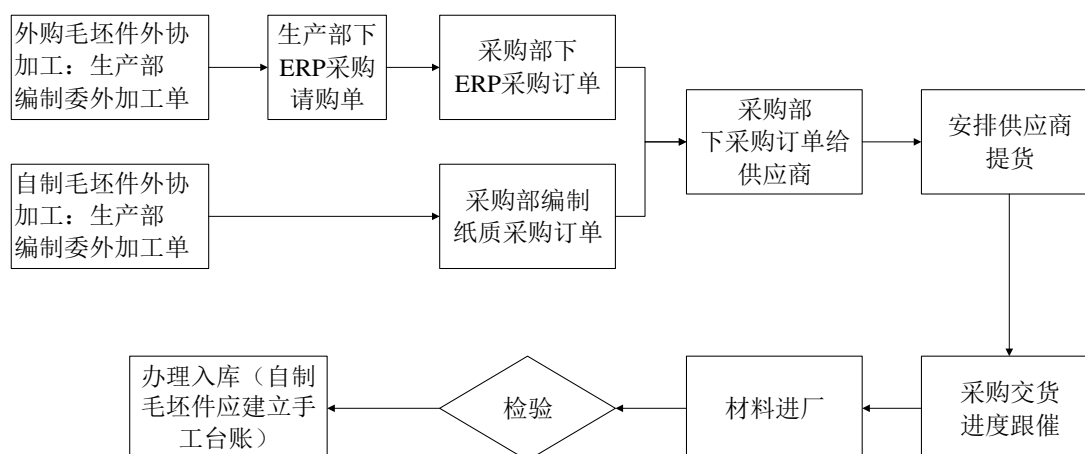 外购毛坯件外协
加工：生产部
编制委外加工单
生产部下
ERP采购
请购单
采购部下
ERP采购订单
自制毛坯件外协
加工：生产部
编制委外加工单
采购部编制
纸质采购订单
采购部
下采购订单给
供应商
安排供应商
提货
采购交货
进度跟催
材料进厂
检验
办理入库（自制
毛坯件应建立手
工台账）